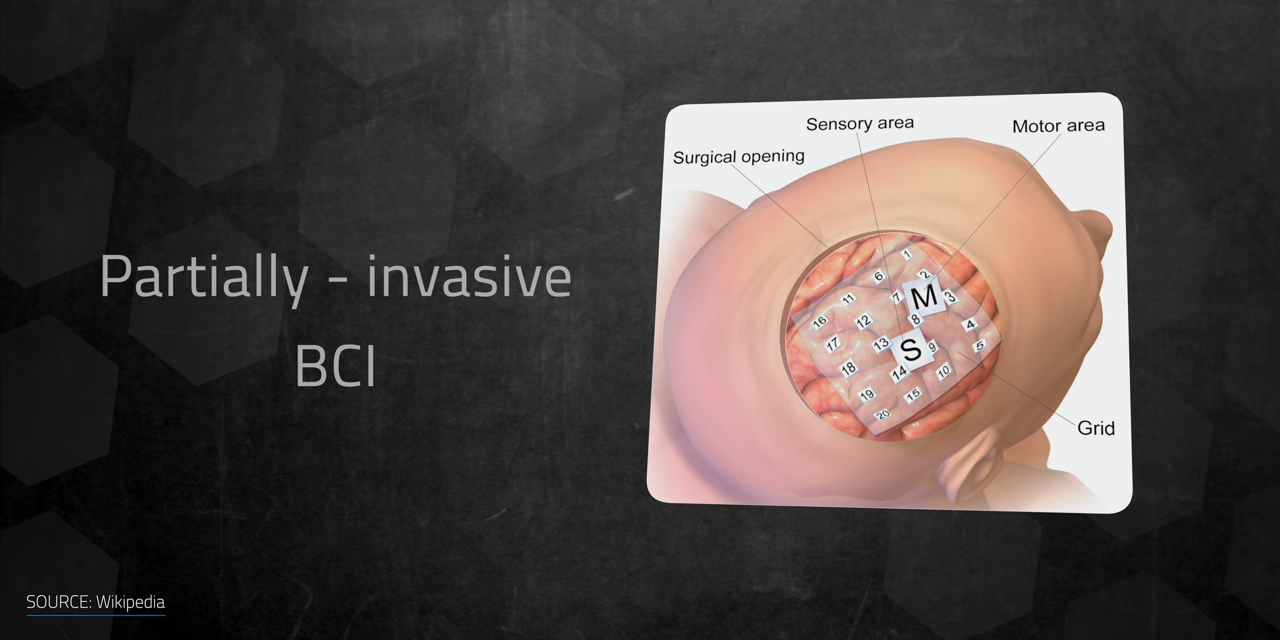 Partially - invasive
BCI
Sensory area
Motor area
Surgical opening
1
2
6
M
7
3
11
8
16
12
4
17
13
S
9
5
18
14
10
19
15
20
Grid
SOURCE: Wikipedia